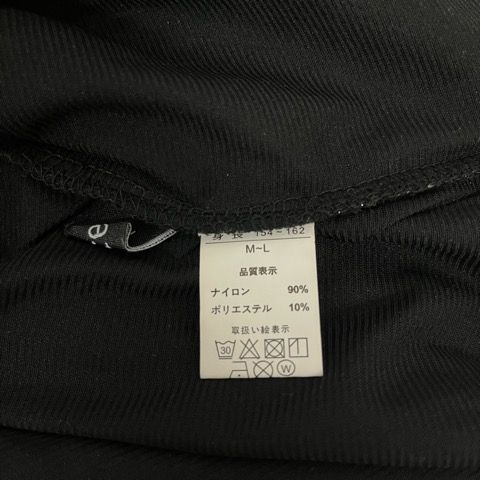 身 長 154~162
M~L
品質表示
ナイロン 90%
ポリエステル 10%
取扱い絵表示
30
W